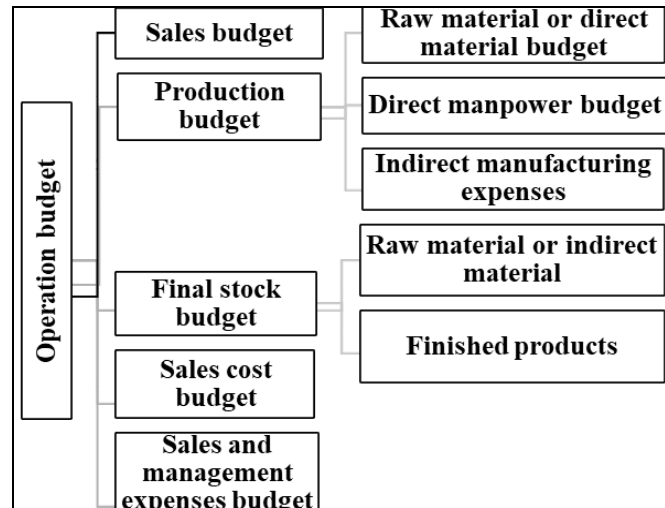 Operation budget
Sales budget
Production
budget
Final stock
budget
Sales cost
budget
Sales and
management
expenses budget
Raw material or direct
material budget
Direct manpower budget
Indirect manufacturing
expenses
Raw material or indirect
material
Finished products